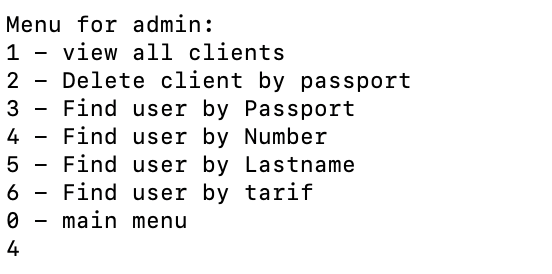 Menu for admin:
1 – view all clients
2 – Delete client by passport
3 – Find user by Passport
4 – Find user by Number
5 – Find user by Lastname
6 – Find user by tarif
0 – main menu
4